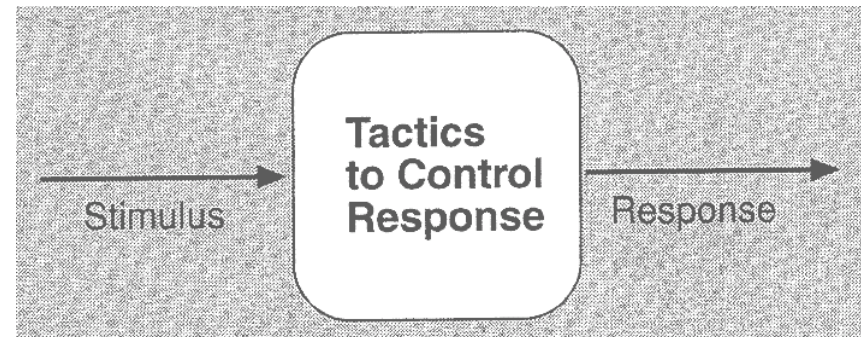 Stimulus
Tactics
to Control
Response
Response